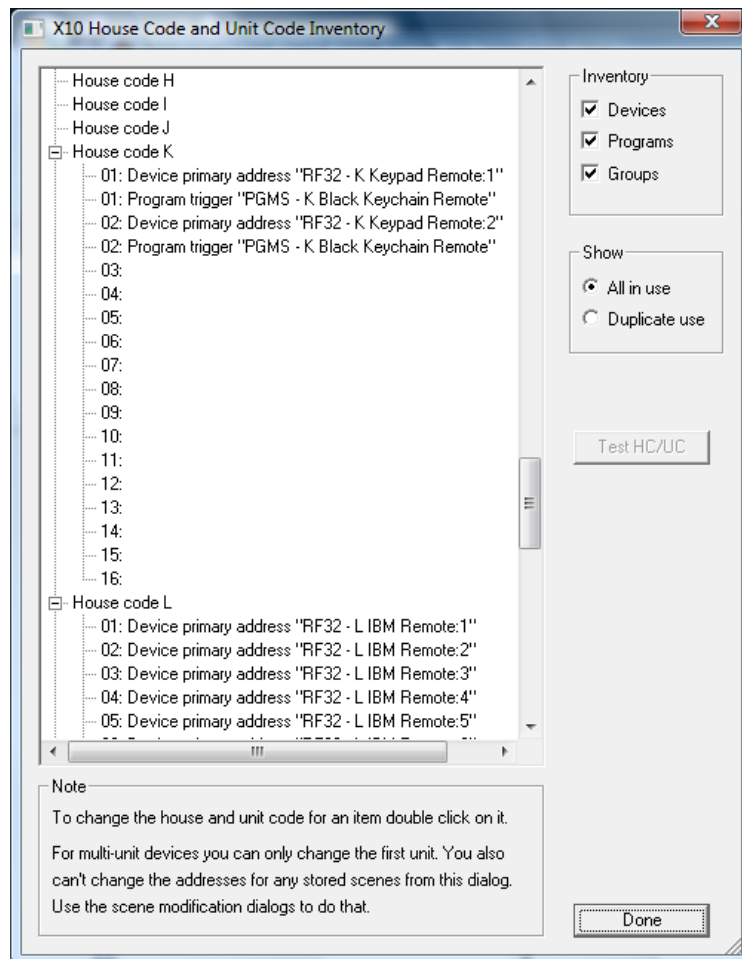 X10 House Code and Unit Code Inventory
House code H
House code I
House code J
House code K
01: Device primary address "RF32 - K Keypad Remote:1"
01: Program trigger "PGMS - K Black Keychain Remote"
02: Device primary address "RF32 - K Keypad Remote:2"
02: Program trigger "PGMS - K Black Keychain Remote"
03:
04:
05:
06:
07:
08:
09:
10:
11:
12:
13:
14:
15:
16:
House code L
01: Device primary address "RF32 - L IBM Remote:1"
02: Device primary address "RF32 - L IBM Remote:2"
03: Device primary address "RF32 - L IBM Remote:3"
04: Device primary address "RF32 - L IBM Remote:4"
05: Device primary address "RF32 - L IBM Remote:5"
Inventory
Devices
Programs
Groups
Show
All in use
Duplicate use
Test HC/UC
Note
To change the house and unit code for an item double click on it.
For multi-unit devices you can only change the first unit. You also
can't change the addresses for any stored scenes from this dialog.
Use the scene modification dialogs to do that.
Done